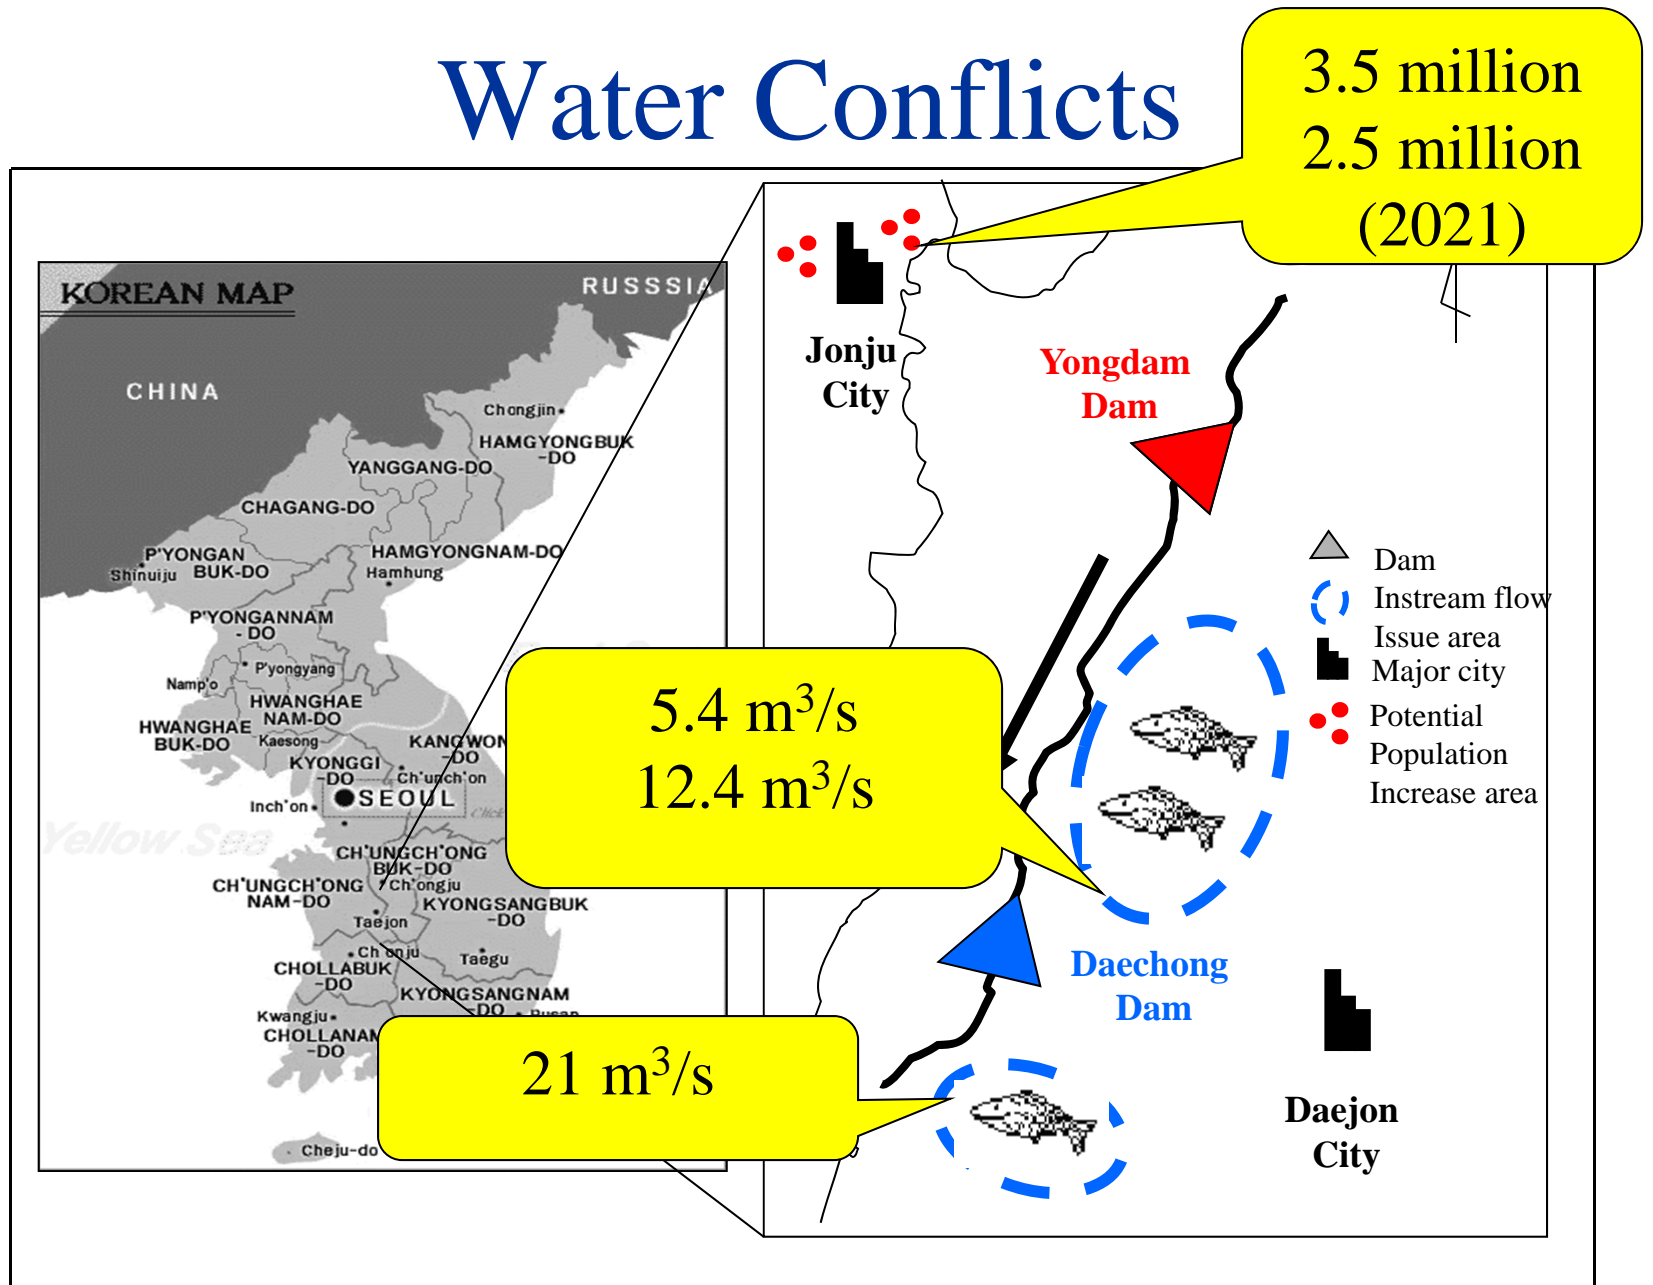 Water Conflicts
3.5 million
2.5 million
(2021)
KOREAN MAP
RUSSSIA
CHINA
Chongjin
HAMGYONGBUK
-DO
YANGGANG-DO
CHAGANG-DO
P'YONGAN
BUK-DO
Shinuiju
HAMGYONGNAM-DO
Hamhung
P'YONGANNAM
- DO
P'yongyang
Namp'o
HWANGHAE
NAM-DO
HWANGHAE
BUK-DO
Kaesong
KANGWON
-DO
KYONGGI
-DO
Ch'unch'on
Inch'on
SEOUL
Click
Yellow Sea
CH'UNGCH'ONG
BUK-DO
Ch'ongju
CH'UNGCH'ONG
NAM-DO
KYONGSANGBUK
-DO
Taejon
Ch'onju
Taegu
CHOLLABUK
-DO
KYONGSANGNAM
-DO
Pusan
Kwangju
CHOLLANAM
-DO
Cheju-do
Jonju
City
Yongdam
Dam
Dam
Instream flow
Issue area
Major city
Potential
Population
Increase area
5.4 m³/s
12.4 m³/s
Daechong
Dam
21 m³/s
Daejon
City